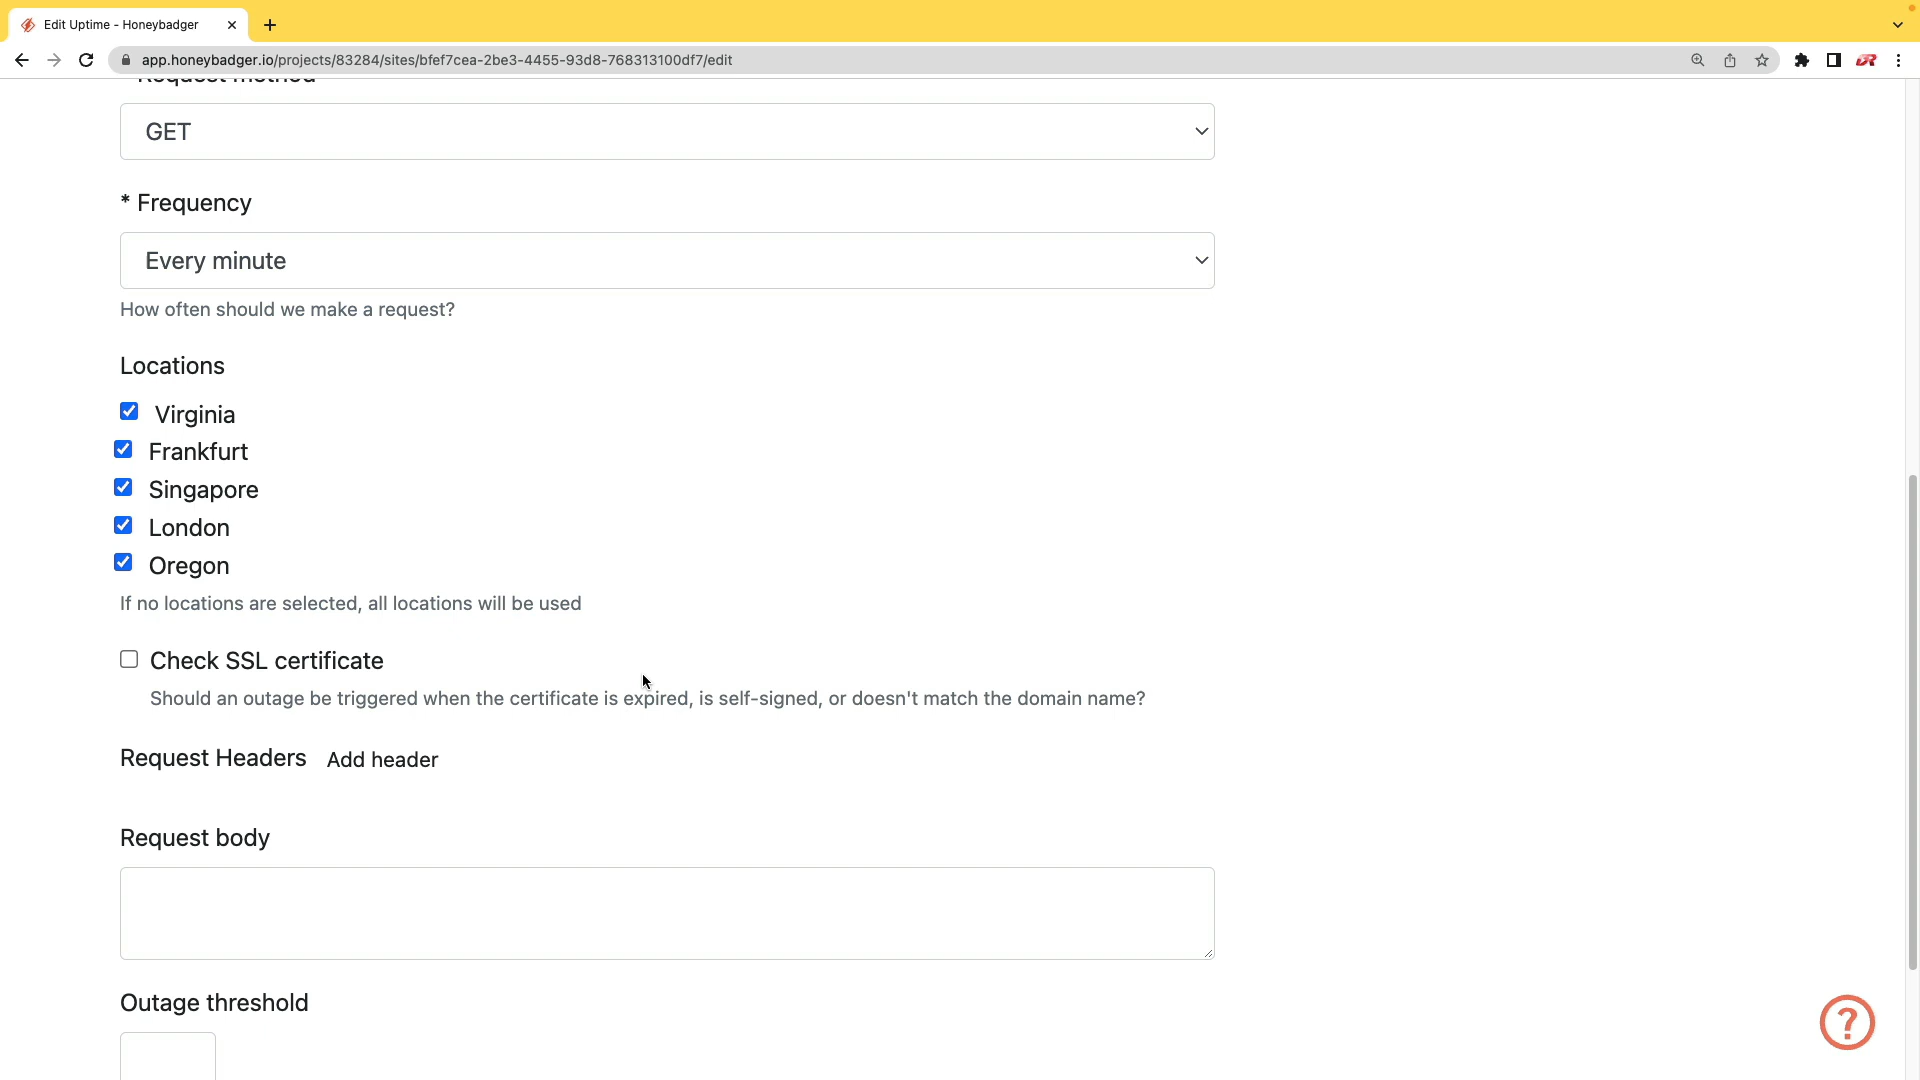 Edit Uptime - Honeybadger
app.honeybadger.io/projects/83284/sites/bfef7cea-2be3-4455-93d8-768313100df7/edit
Request method
GET
* Frequency
Every minute
How often should we make a request?
Locations
Virginia
Frankfurt
Singapore
London
Oregon
If no locations are selected, all locations will be used
Check SSL certificate
Should an outage be triggered when the certificate is expired, is self-signed, or doesn't match the domain name?
Request Headers Add header
Request body
Outage threshold